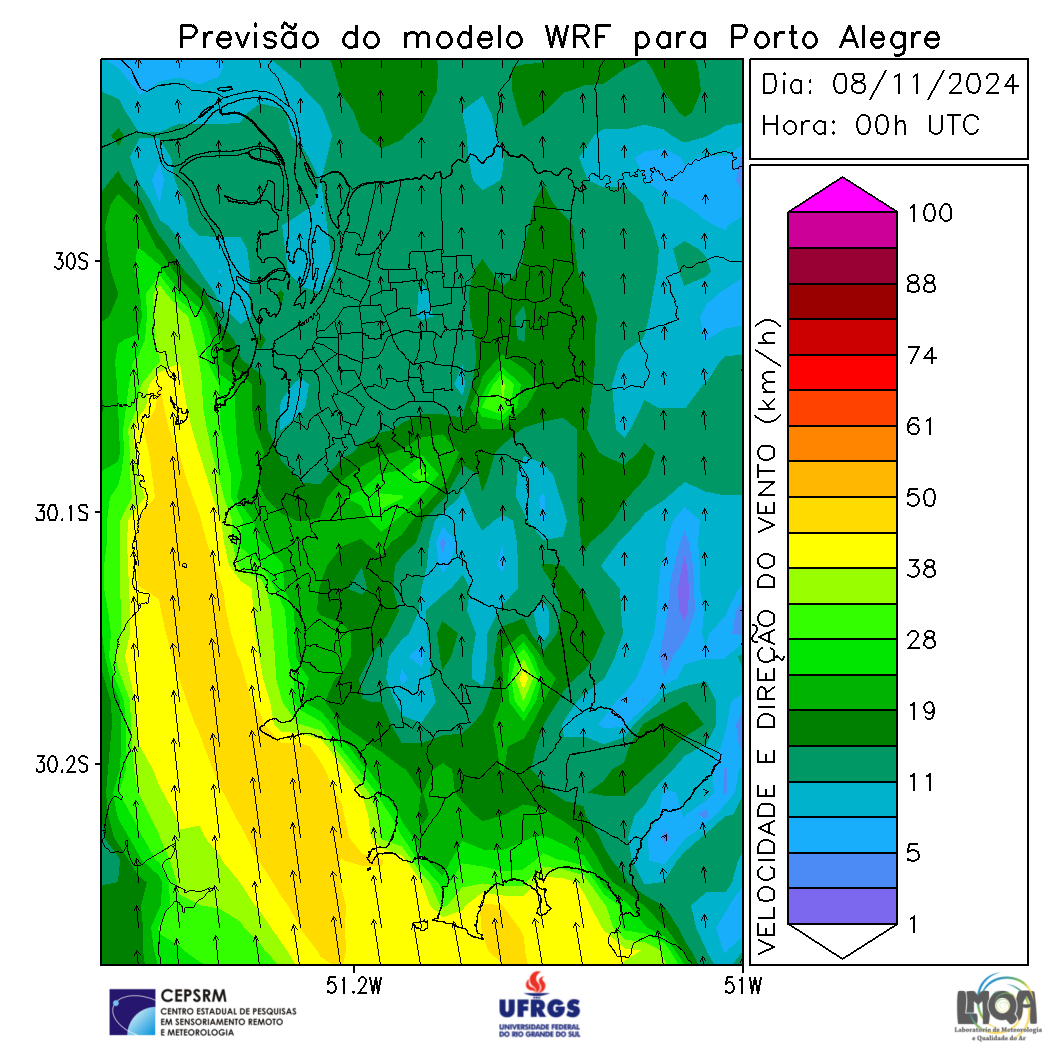 Previsão do modelo WRF para Porto Alegre
Dia: 08/11/2024
Hora: 00h UTC
30S
30.1S
30.2S
51.2W
51W
VELOCIDADE E DIREÇÃO DO VENTO (km/h)
100
88
74
61
50
38
28
19
11
5
1
CEPSRM
CENTRO ESTADUAL DE PESQUISAS
EM SENSORIAMENTO REMOTO
E METEOROLOGIA
UFRGS
UNIVERSIDADE FEDERAL
DO RIO GRANDE DO SUL
LMQA
Laboratório de Meteorologia
e Qualidade do Ar